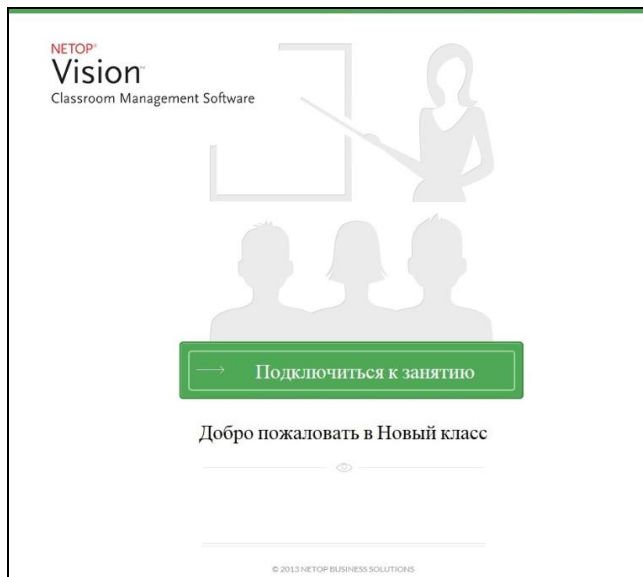 NETOP®
Vision™
Classroom Management Software
Подключиться к занятию
Добро пожаловать в Новый класс
© 2013 NETOP BUSINESS SOLUTIONS